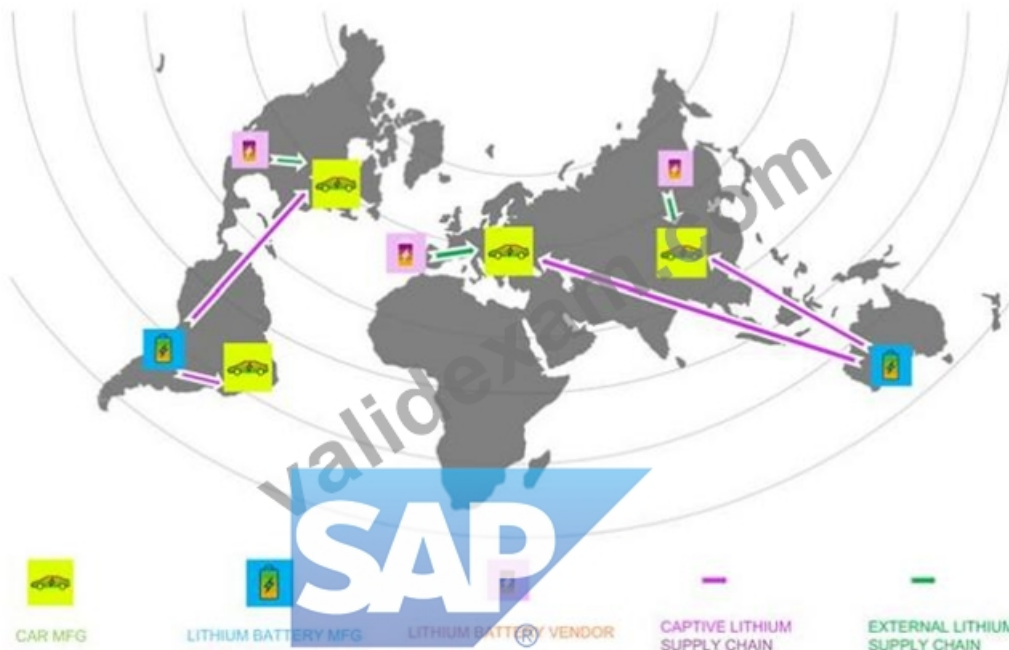 validexam.com
SAP
®
CAR MFG
LITHIUM BATTERY MFG
LITHIUM BATTERY VENDOR
CAPTIVE LITHIUM
SUPPLY CHAIN
EXTERNAL LITHIUM
SUPPLY CHAIN